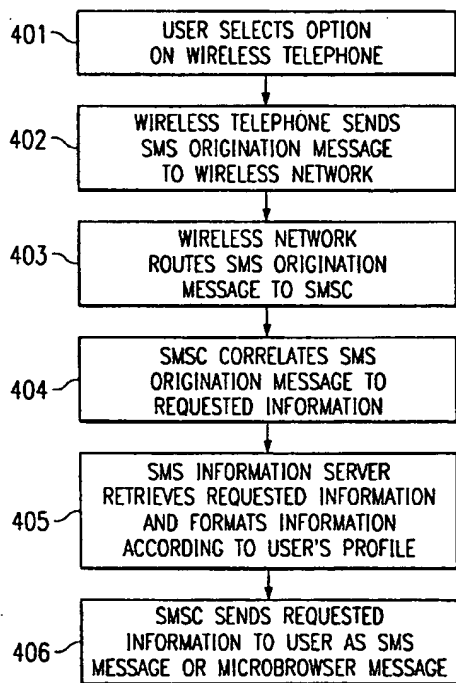 401
USER SELECTS OPTION
ON WIRELESS TELEPHONE
402
WIRELESS TELEPHONE SENDS
SMS ORIGINATION MESSAGE
TO WIRELESS NETWORK
403
WIRELESS NETWORK
ROUTES SMS ORIGINATION
MESSAGE TO SMSC
404
SMSC CORRELATES SMS
ORIGINATION MESSAGE TO
REQUESTED INFORMATION
405
SMS INFORMATION SERVER
RETRIEVES REQUESTED INFORMATION
AND FORMATS INFORMATION
ACCORDING TO USER'S PROFILE
406
SMSC SENDS REQUESTED
INFORMATION TO USER AS SMS
MESSAGE OR MICROBROWSER MESSAGE